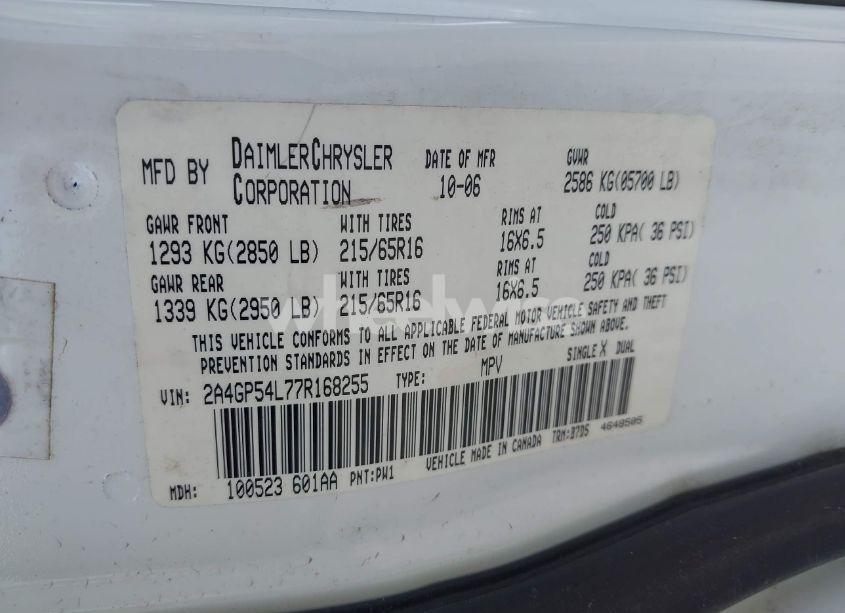 MFD BY DAIMLERCHRYSLER CORPORATION DATE OF MFR 10-06 GVWR 2586 KG(05700 LB)
GAWR FRONT WITH TIRES RIMS AT COLD
1293 KG(2850 LB) 215/65R16 16X6.5 250 KPA( 36 PSI)
GAWR REAR WITH TIRES RIMS AT COLD
1339 KG(2950 LB) 215/65R16 16X6.5 250 KPA( 36 PSI)
THIS VEHICLE CONFORMS TO ALL APPLICABLE FEDERAL MOTOR VEHICLE SAFETY AND THEFT
PREVENTION STANDARDS IN EFFECT ON THE DATE OF MANUFACTURE SHOWN ABOVE.
VIN: 2A4GP54L77R168255 TYPE: MPV SINGLE X DUAL
MDH: 100523 601AA PNT:PW1 VEHICLE MADE IN CANADA TRM:B7D5 4648505